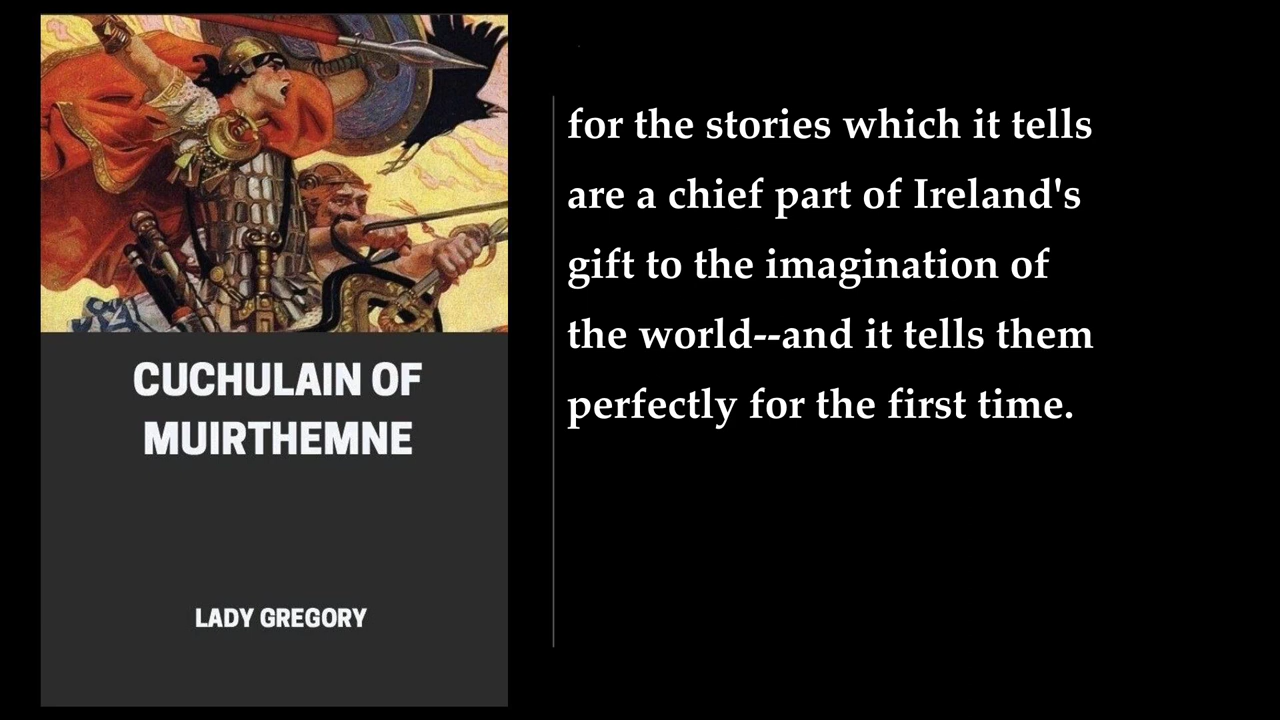 CUCHULAIN OF
MUIRTHEMNE
LADY GREGORY
for the stories which it tells
are a chief part of Ireland's
gift to the imagination of
the world--and it tells them
perfectly for the first time.